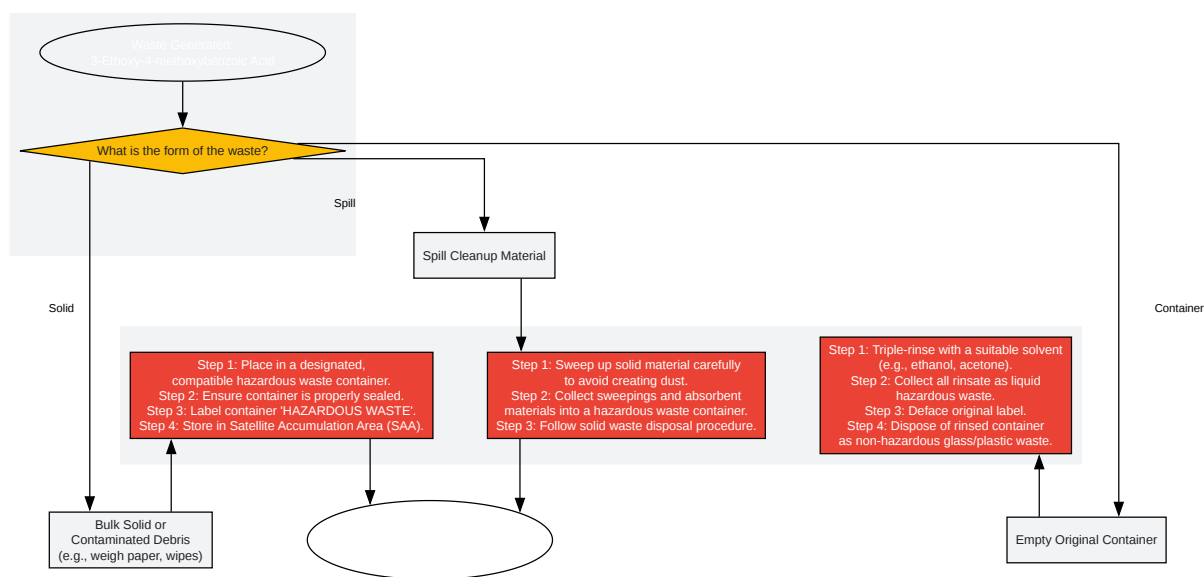 Waste Generated:
3-Ethoxy-4-methoxybenzoic Acid
What is the form of the waste?
Spill
Spill Cleanup Material
Solid
Container
Step 1: Place in a designated,
compatible hazardous waste container.
Step 2: Ensure container is properly sealed.
Step 3: Label container 'HAZARDOUS WASTE'.
Step 4: Store in Satellite Accumulation Area (SAA).
Step 1: Sweep up solid material carefully
to avoid creating dust.
Step 2: Collect sweepings and absorbent
materials into a hazardous waste container.
Step 3: Follow solid waste disposal procedure.
Step 1: Triple-rinse with a suitable solvent
(e.g., ethanol, acetone).
Step 2: Collect all rinsate as liquid
hazardous waste.
Step 3: Deface original label.
Step 4: Dispose of rinsed container
as non-hazardous glass/plastic waste.
Bulk Solid or
Contaminated Debris
(e.g., weigh paper, wipes)
Empty Original Container